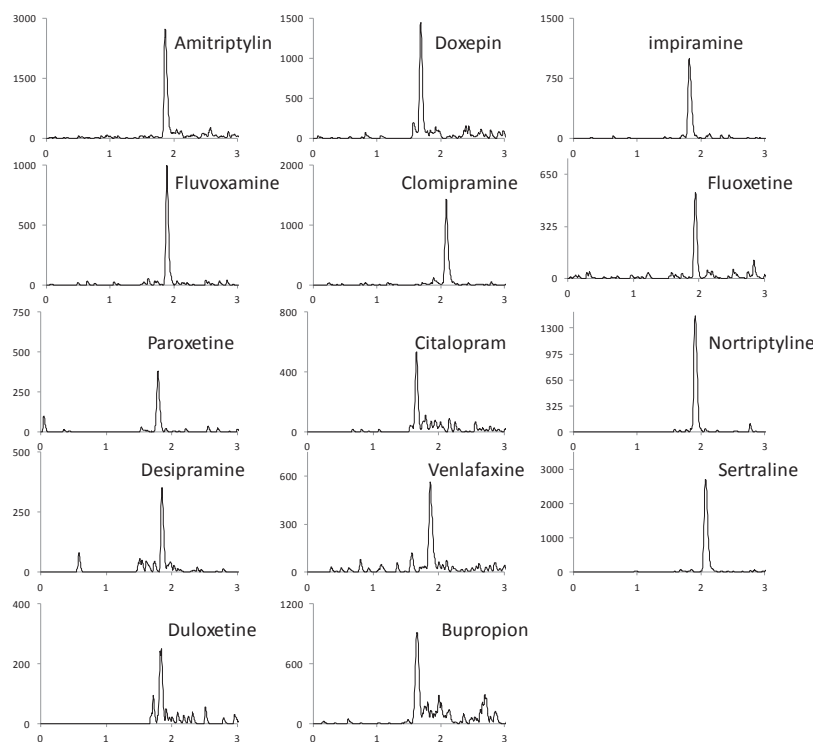 Amitriptylin
3000
1500
0
0 1 2 3
Doxepin
1500
1000
500
0
0 1 2 3
impiramine
1500
750
0
0 1 2 3
Fluvoxamine
1000
500
0
0 1 2 3
Clomipramine
2000
1000
0
0 1 2 3
Fluoxetine
650
325
0
0 1 2 3
Paroxetine
750
500
250
0
0 1 2 3
Citalopram
800
400
0
0 1 2 3
Nortriptyline
1300
975
650
325
0
0 1 2 3
Desipramine
500
250
0
0 1 2 3
Venlafaxine
600
300
0
0 1 2 3
Sertraline
3000
2000
1000
0
0 1 2 3
Duloxetine
400
200
0
0 1 2 3
Bupropion
1200
600
0
0 1 2 3